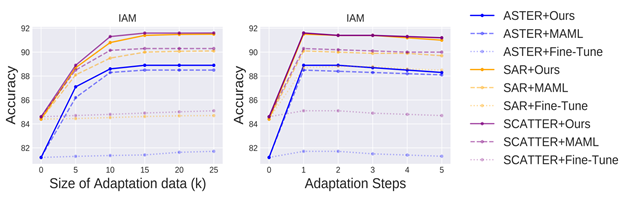 IAM
92
90
88
86
84
82
Accuracy
0 5 10 15 20 25
Size of Adaptation data (k)
IAM
92
90
88
86
84
82
Accuracy
0 1 2 3 4 5
Adaptation Steps
ASTER+Ours
ASTER+MAML
ASTER+Fine-Tune
SAR+Ours
SAR+MAML
SAR+Fine-Tune
SCATTER+Ours
SCATTER+MAML
SCATTER+Fine-Tune